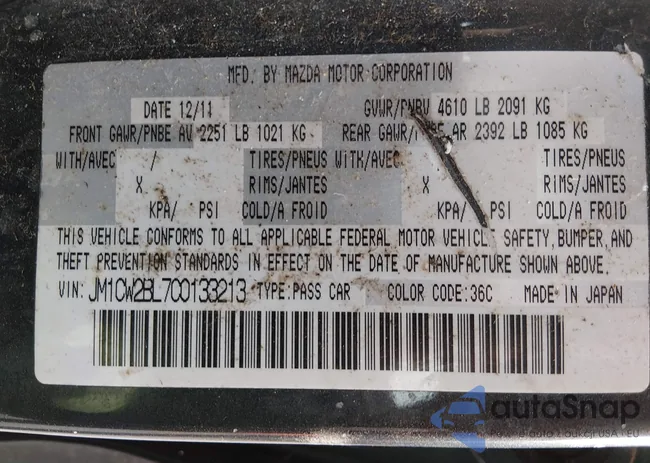 MFD. BY MAZDA MOTOR CORPORATION
DATE 12/11 GVWR/PNBV 4610 LB 2091 KG
FRONT GAWR/PNBE AV 2251 LB 1021 KG REAR GAWR/ AR 2392 LB 1085 KG
WITH/AVEC / TIRES/PNEUS WITH/AVEC TIRES/PNEUS
X RIMS/JANTES X RIMS/JANTES
KPA/ PSI COLD/A FROID KPA/ PSI COLD/A FROID
THIS VEHICLE CONFORMS TO ALL APPLICABLE FEDERAL MOTOR VEHICLE SAFETY, BUMPER, AND
THEFT PREVENTION STANDARDS IN EFFECT ON THE DATE OF MANUFACTURE SHOWN ABOVE.
VIN: JM1CW2BL7C0133213 TYPE: PASS CAR COLOR CODE: 36C MADE IN JAPAN
autoSnap